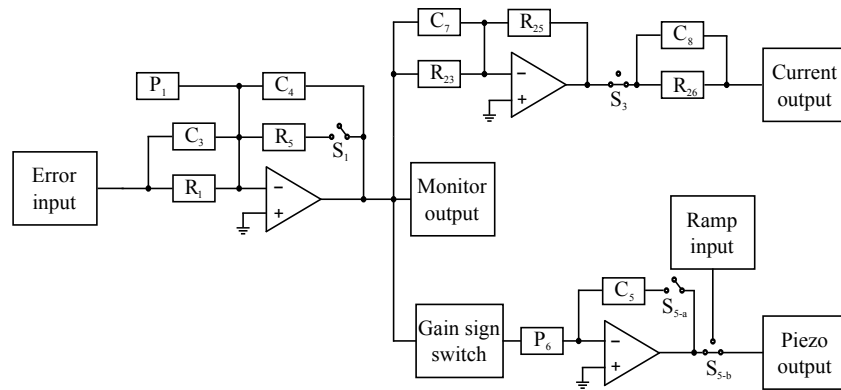 C₇
R₂₅
R₂₃
−
+
S₃
C₈
R₂₆
Current
output
P₁
C₄
C₃
R₅
S₁
Error
input
R₁
−
+
Monitor
output
Ramp
input
Gain sign
switch
P₆
C₅
S₅₋ₐ
−
+
S₅₋b
Piezo
output